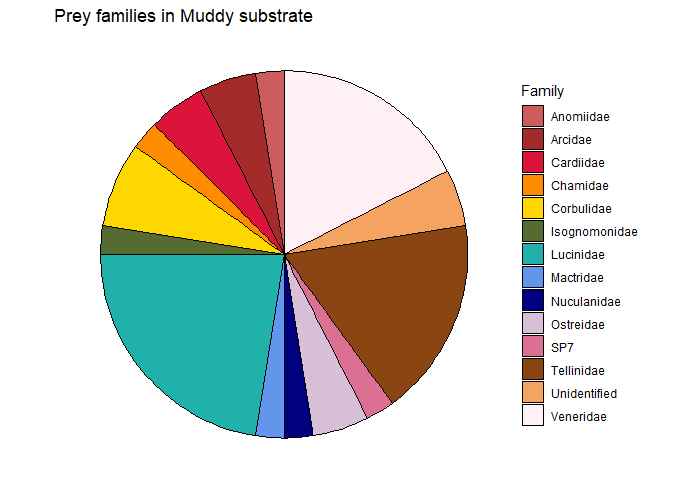 Prey families in Muddy substrate
Family
Anomiidae
Arcidae
Cardiidae
Chamidae
Corbulidae
Isognomonidae
Lucinidae
Mactridae
Nuculanidae
Ostreidae
SP7
Tellinidae
Unidentified
Veneridae